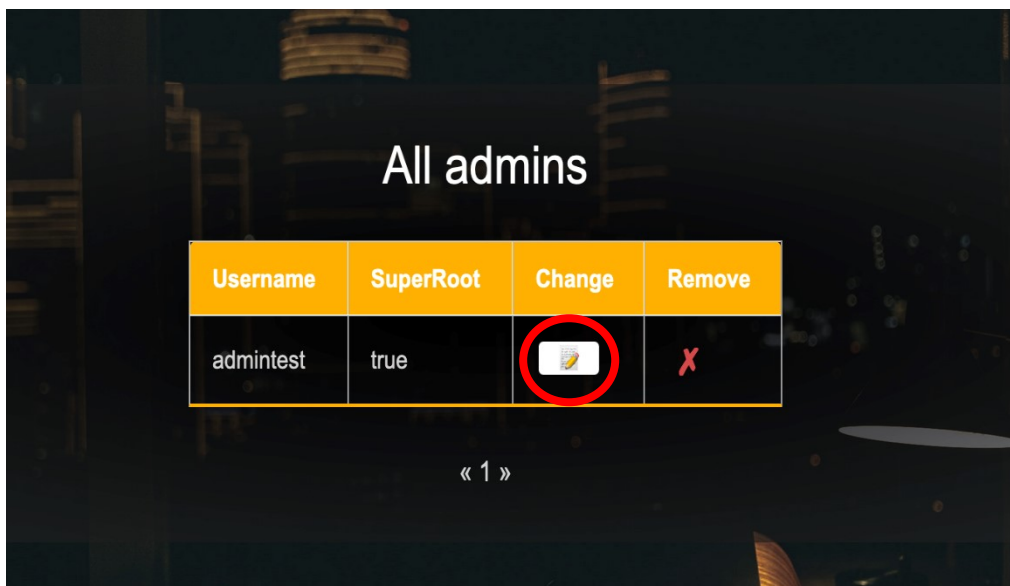 All admins
Username SuperRoot Change Remove
admintest true ✗
« 1 »